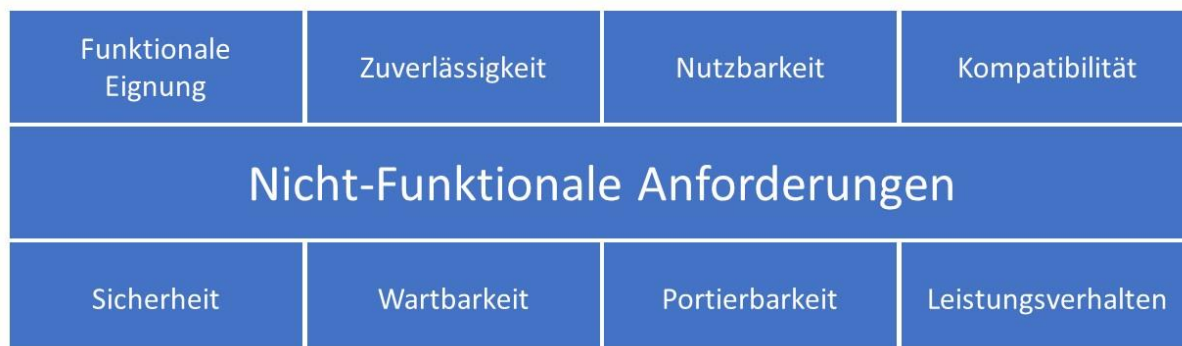 Funktionale
Eignung
Zuverlässigkeit
Nutzbarkeit
Kompatibilität
Nicht-Funktionale Anforderungen
Sicherheit
Wartbarkeit
Portierbarkeit
Leistungsverhalten